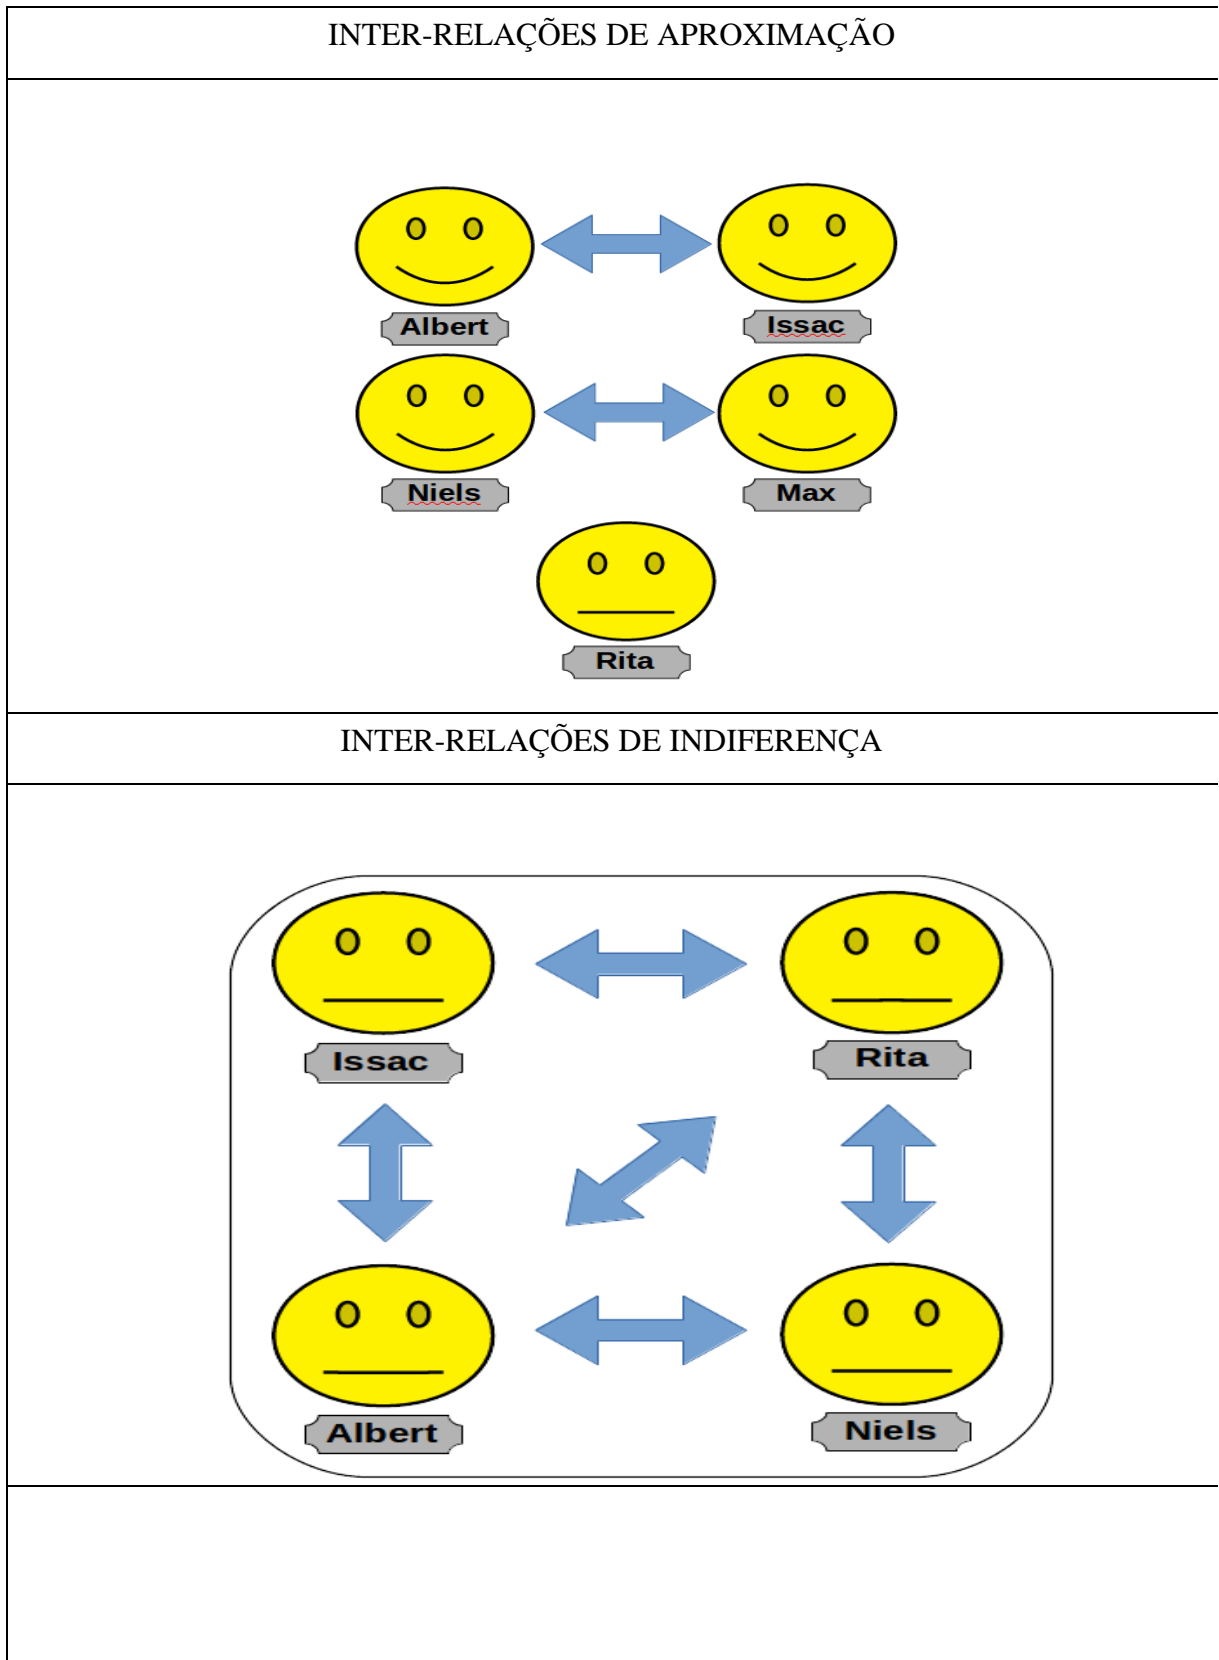 INTER-RELAÇÕES DE APROXIMAÇÃO
Albert
Issac
Niels
Max
Rita
INTER-RELAÇÕES DE INDIFERENÇA
Issac
Rita
Albert
Niels